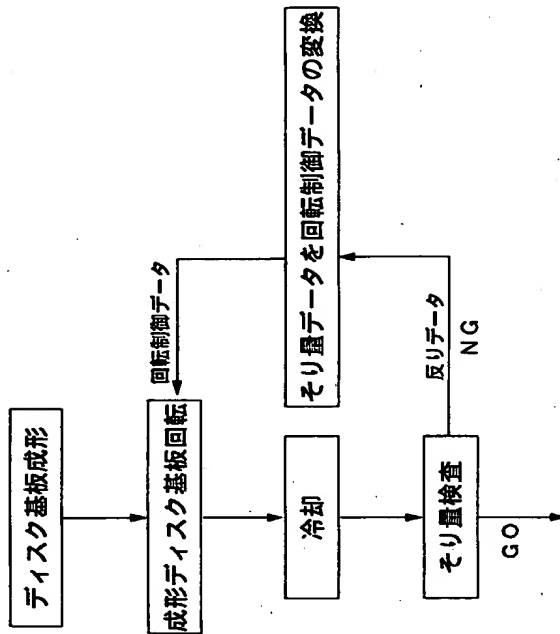 ディスク基板成形
成形ディスク基板回転
回転制御データ
冷却
そり量データを回転制御データの変換
そり量検査
反りデータ
NG
GO